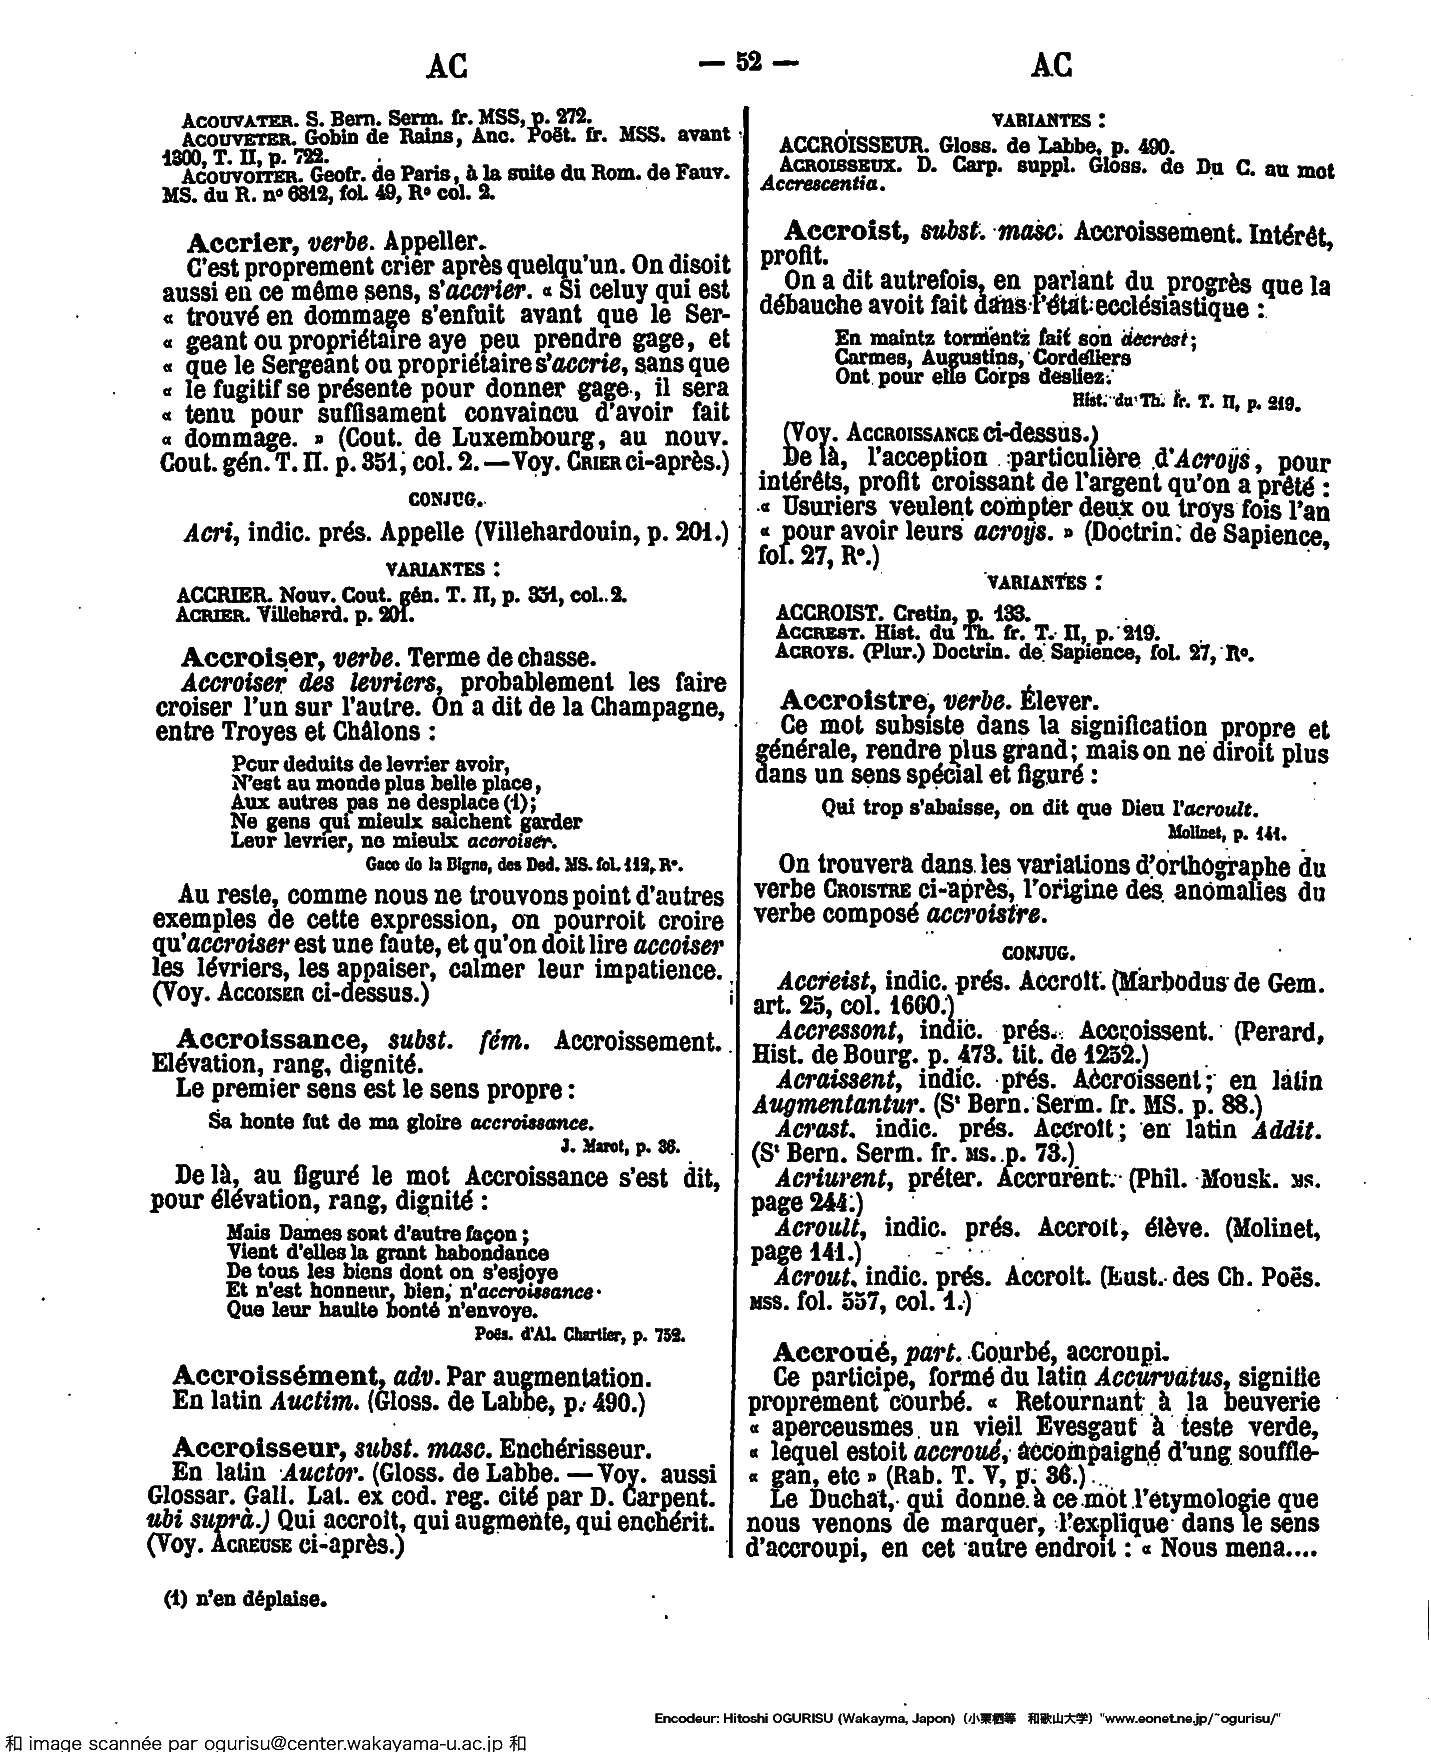 AC — 52 — AC
ACOUVATER. S. Bern. Serm. fr. MSS, p. 272.
ACOUVETER. Gobin de Rains, Anc. Poët. fr. MSS. avant
1300, T. II, p. 722.
ACOUVOITER. Geofr. de Paris, à la suite du Rom. de Fauv.
MS. du R. nº 6812, fol. 49, Rº col. 2.
Accrier, verbe. Appeller.
C'est proprement crier après quelqu'un. On disoit
aussi en ce même sens, s'accrier. « Si celuy qui est
« trouvé en dommage s'enfuit avant que le Ser-
« geant ou propriétaire aye peu prendre gage, et
« que le Sergeant ou propriétaire s'accrie, sans que
« le fugitif se présente pour donner gage, il sera
« tenu pour suffisament convaincu d'avoir fait
« dommage. » (Cout. de Luxembourg, au nouv.
Cout. gén. T. II. p. 351, col. 2. — Voy. CRIER ci-après.)
CONJUG.
Acri, indic. prés. Appelle (Villehardouin, p. 201.)
VARIANTES :
ACCRIER. Nouv. Cout. gén. T. II, p. 351, col. 2.
ACRIER. Villehard. p. 201.
Accroiser, verbe. Terme de chasse.
Accroiser des levriers, probablement les faire
croiser l'un sur l'autre. On a dit de la Champagne,
entre Troyes et Châlons :
Pour deduits de levrier avoir,
N'est au monde plus belle place,
Aux autres pas ne desplace (1);
Ne gens qui mieulx saichent garder
Leur levrier, ne mieulx accroiser.
Gace de la Bigne, des Ded. MS. fol. 112, Rº.
Au reste, comme nous ne trouvons point d'autres
exemples de cette expression, on pourroit croire
qu'accroiser est une faute, et qu'on doit lire accoiser
les lévriers, les appaiser, calmer leur impatience.
(Voy. ACCOISER ci-dessus.)
Accroissance, subst. fém. Accroissement.
Elévation, rang, dignité.
Le premier sens est le sens propre :
Sa honte fut de ma gloire accroissance.
J. Marot, p. 36.
De là, au figuré le mot Accroissance s'est dit,
pour élévation, rang, dignité :
Mais Dames sont d'autre façon ;
Vient d'elles la grant habondance
De tous les biens dont on s'esjoye
Et n'est honneur, bien, n'accroissance
Que leur haulte bonté n'envoye.
Poës. d'Al. Chartier, p. 752.
Accroissément, adv. Par augmentation.
En latin Auctim. (Gloss. de Labbe, p. 490.)
Accroisseur, subst. masc. Enchérisseur.
En latin Auctor. (Gloss. de Labbe. — Voy. aussi
Glossar. Gall. Lat. ex cod. reg. cité par D. Carpent.
ubi suprà.) Qui accroit, qui augmente, qui enchérit.
(Voy. ACREUSE ci-après.)
(1) n'en déplaise.
VARIANTES :
ACCROISSEUR. Gloss. de Labbe, p. 490.
ACROISSEUX. D. Carp. suppl. Gloss. de Du C. au mot
Accrescentia.
Accroist, subst. masc. Accroissement. Intérêt,
profit.
On a dit autrefois, en parlant du progrès que la
débauche avoit fait dans l'état ecclésiastique :
En maintz tormentz fait son decrest;
Carmes, Augustins, Cordeliers
Ont pour elle Corps desliez.
Hist. du Th. fr. T. II, p. 219.
(Voy. ACCROISSANCE ci-dessus.)
De là, l'acception particulière d'Acroÿs, pour
intérêts, profit croissant de l'argent qu'on a prêté :
« Usuriers veulent compter deux ou troys fois l'an
« pour avoir leurs acroÿs. » (Doctrin. de Sapience,
fol. 27, Rº.)
VARIANTES :
ACCROIST. Cretin, p. 133.
ACCREST. Hist. du Th. fr. T. II, p. 219.
ACROYS. (Plur.) Doctrin. de Sapience, fol. 27, Rº.
Accroistre, verbe. Élever.
Ce mot subsiste dans la signification propre et
générale, rendre plus grand ; mais on ne diroit plus
dans un sens spécial et figuré :
Qui trop s'abaisse, on dit que Dieu l'acroult.
Molinet, p. 141.
On trouvera dans les variations d'orthographe du
verbe CROISTRE ci-après, l'origine des anomalies du
verbe composé accroistre.
CONJUG.
Accreist, indic. prés. Accroît. (Marbodus de Gem.
art. 25, col. 1660.)
Accressont, indic. prés. Accroissent. (Perard,
Hist. de Bourg. p. 473. tit. de 1252.)
Acraissent, indic. prés. Accroissent; en latin
Augmentantur. (St Bern. Serm. fr. MS. p. 88.)
Acrast, indic. prés. Accroît ; en latin Addit.
(St Bern. Serm. fr. MS. p. 73.)
Acriurent, préter. Accrurent. (Phil. Mousk. MS.
page 244.)
Acroult, indic. prés. Accroît, élève. (Molinet,
page 141.)
Acrout, indic. prés. Accroît. (Eust. des Ch. Poës.
MSS. fol. 557, col. 1.)
Accroué, part. Courbé, accroupi.
Ce participe, formé du latin Accurvatus, signifie
proprement courbé. « Retournant à la beuverie
« aperceusmes un vieil Evesgaut à teste verde,
« lequel estoit accroué, accompaigné d'ung souffle-
« gan, etc » (Rab. T. V, p. 36.)
Le Duchat, qui donne à ce mot l'étymologie que
nous venons de marquer, l'explique dans le sens
d'accroupi, en cet autre endroit : « Nous mena....
Encodeur: Hitoshi OGURISU (Wakayma, Japon) (小栗栖等 和歌山大学) "www.eonet.ne.jp/~ogurisu/"
和 image scannée par ogurisu@center.wakayama-u.ac.jp 和